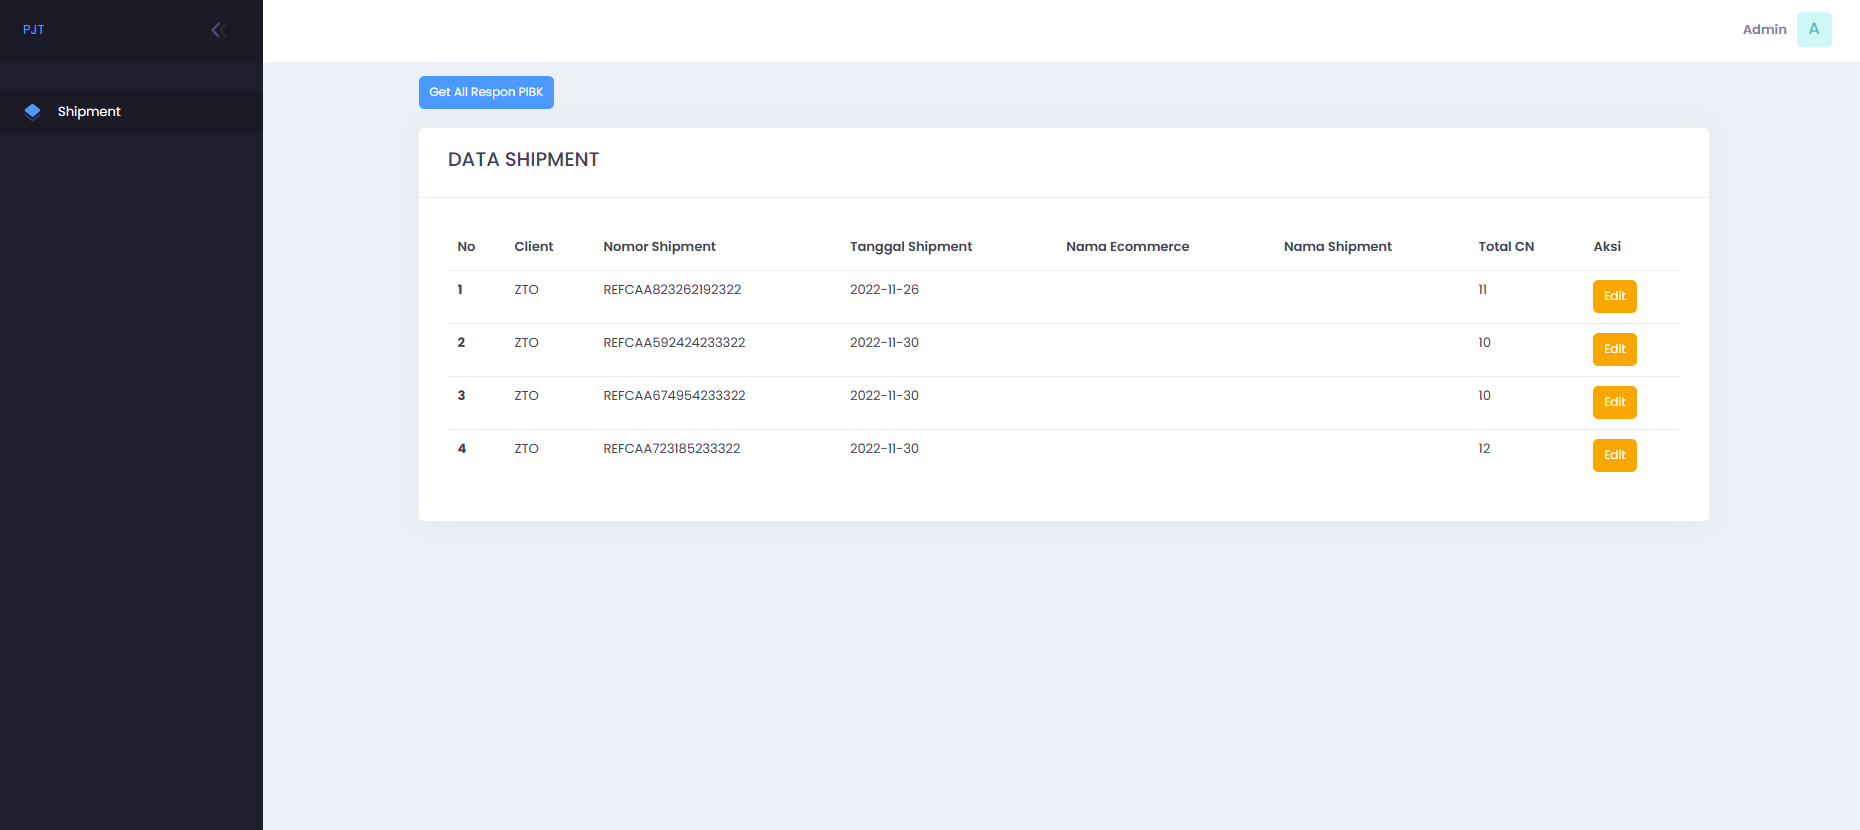 PJT
Admin A
Shipment
Get All Respon PIBK
DATA SHIPMENT
No Client Nomor Shipment Tanggal Shipment Nama Ecommerce Nama Shipment Total CN Aksi
1 ZTO REFCAA823262192322 2022-11-26 11 Edit
2 ZTO REFCAA592424233322 2022-11-30 10 Edit
3 ZTO REFCAA674954233322 2022-11-30 10 Edit
4 ZTO REFCAA723185233322 2022-11-30 12 Edit